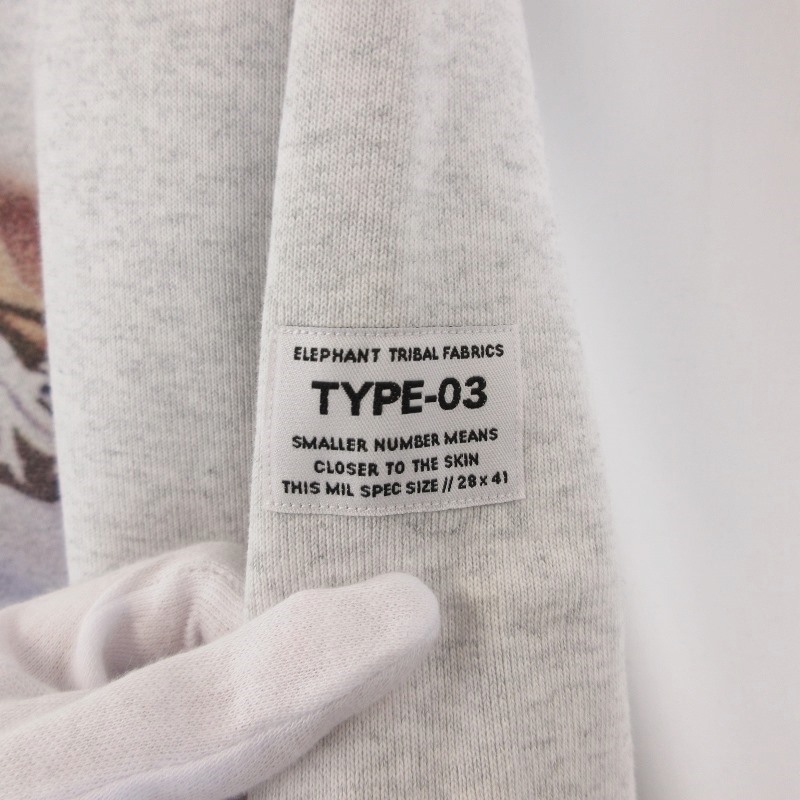 ELEPHANT TRIBAL FABRICS
TYPE-03
SMALLER NUMBER MEANS
CLOSER TO THE SKIN
THIS MIL SPEC SIZE // 28 x 41